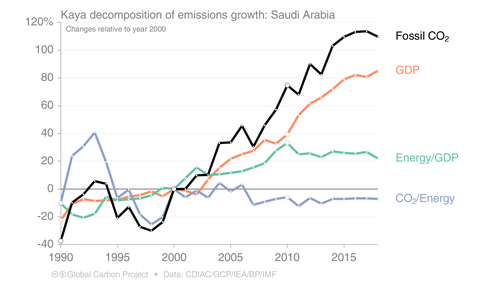 Kaya decomposition of emissions growth: Saudi Arabia
120%
Changes relative to year 2000
100
80
60
40
20
0
-20
-40
1990
1995
2000
2005
2010
2015
Fossil CO₂
GDP
Energy/GDP
CO₂/Energy
Global Carbon Project • Data: CDIAC/GCP/IEA/BP/IMF